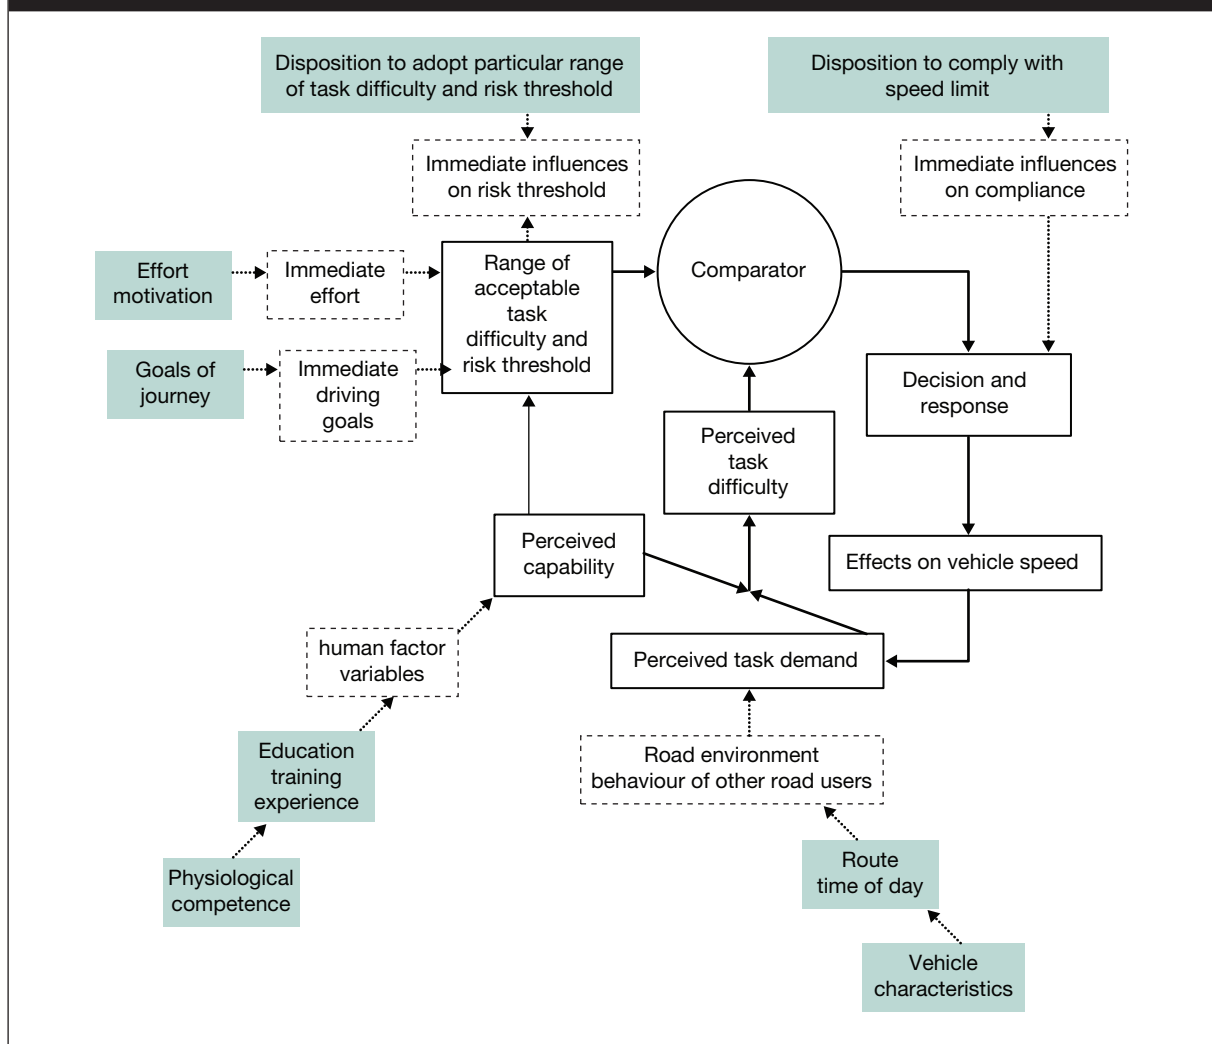 Disposition to adopt particular range
of task difficulty and risk threshold
Disposition to comply with
speed limit
Immediate influences
on risk threshold
Immediate influences
on compliance
Effort
motivation
Immediate
effort
Range of
acceptable
task
difficulty and
risk threshold
Comparator
Goals of
journey
Immediate
driving
goals
Decision and
response
Perceived
task
difficulty
Perceived
capability
Effects on vehicle speed
human factor
variables
Perceived task demand
Education
training
experience
Road environment
behaviour of other road users
Physiological
competence
Route
time of day
Vehicle
characteristics